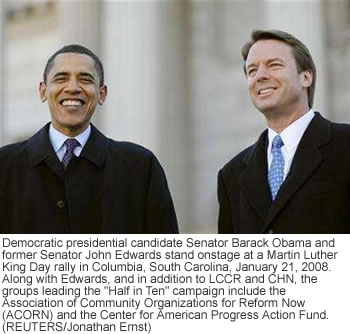 Democratic presidential candidate Senator Barack Obama and
former Senator John Edwards stand onstage at a Martin Luther
King Day rally in Columbia, South Carolina, January 21, 2008.
Along with Edwards, and in addition to LCCR and CHN, the
groups leading the "Half in Ten" campaign include the
Association of Community Organizations for Reform Now
(ACORN) and the Center for American Progress Action Fund.
(REUTERS/Jonathan Ernst)